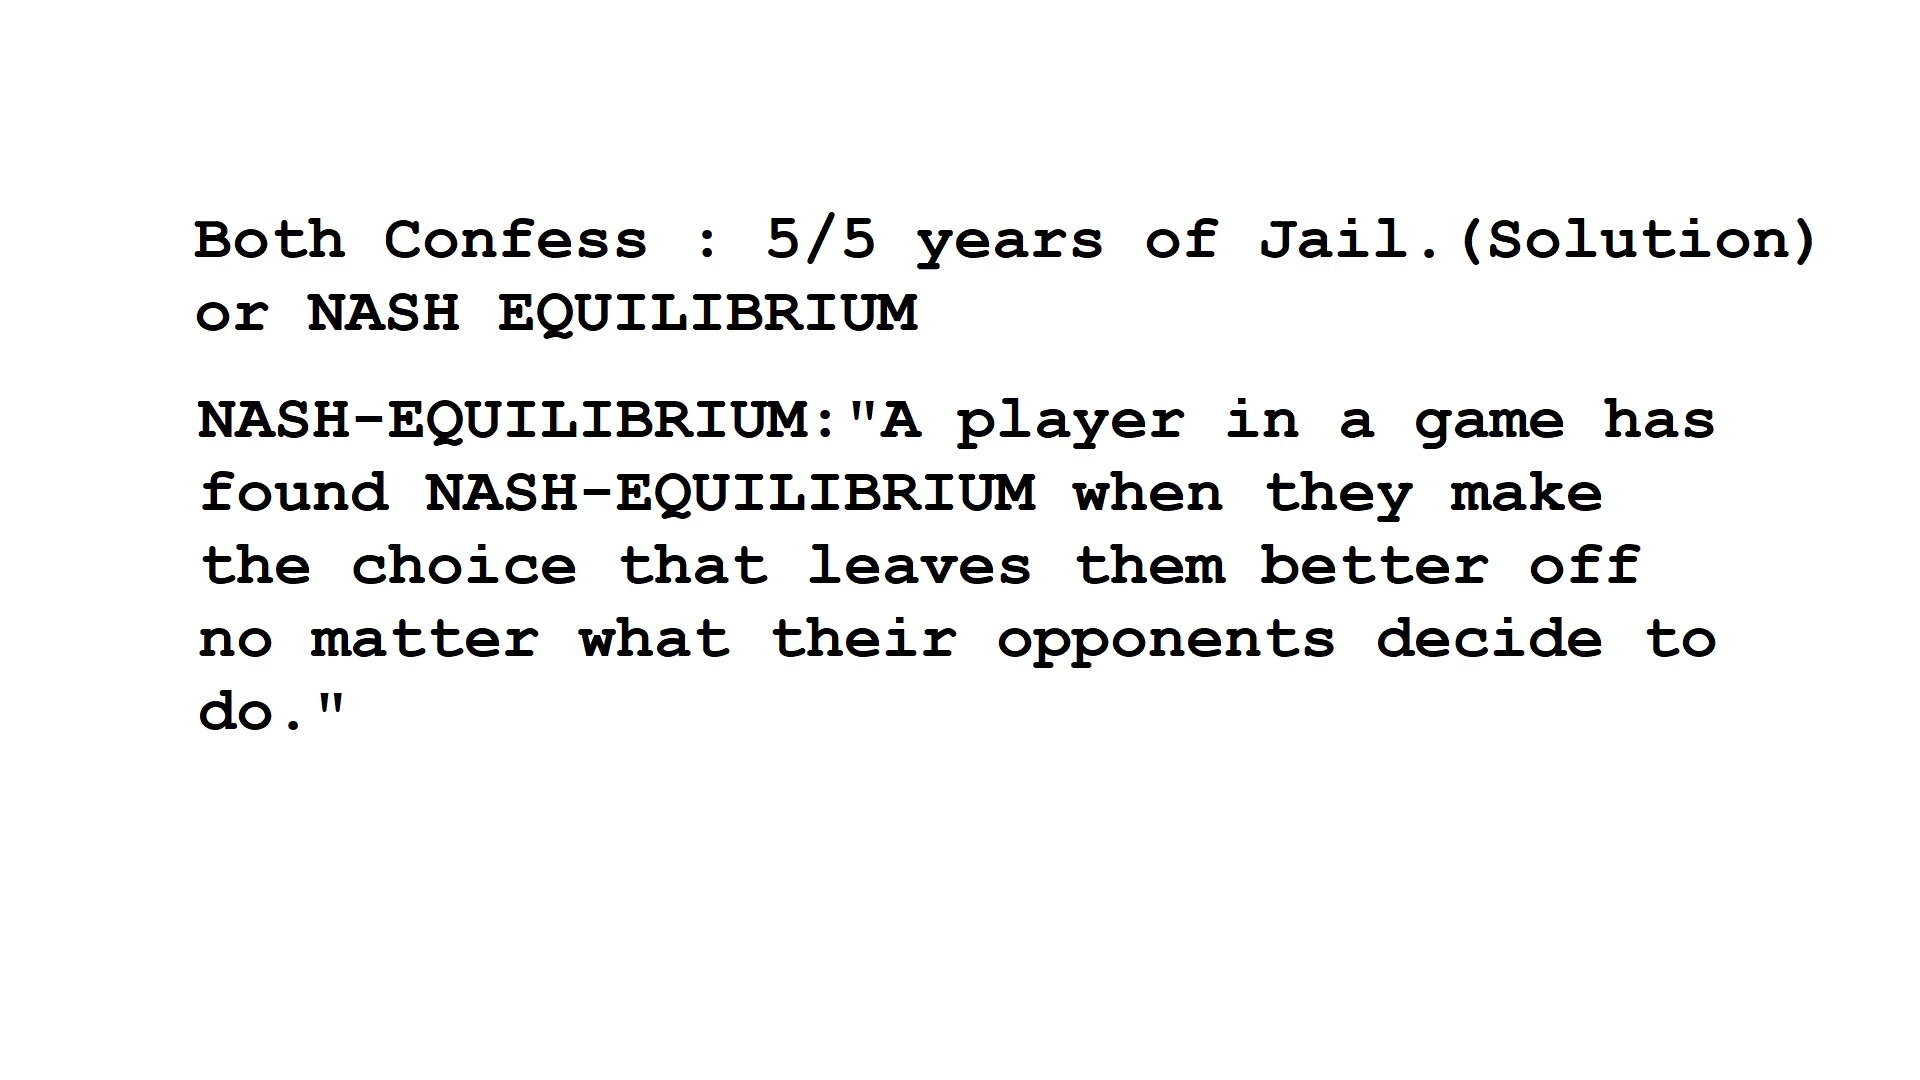 Both Confess : 5/5 years of Jail.(Solution)
or NASH EQUILIBRIUM
NASH-EQUILIBRIUM:"A player in a game has
found NASH-EQUILIBRIUM when they make
the choice that leaves them better off
no matter what their opponents decide to
do."